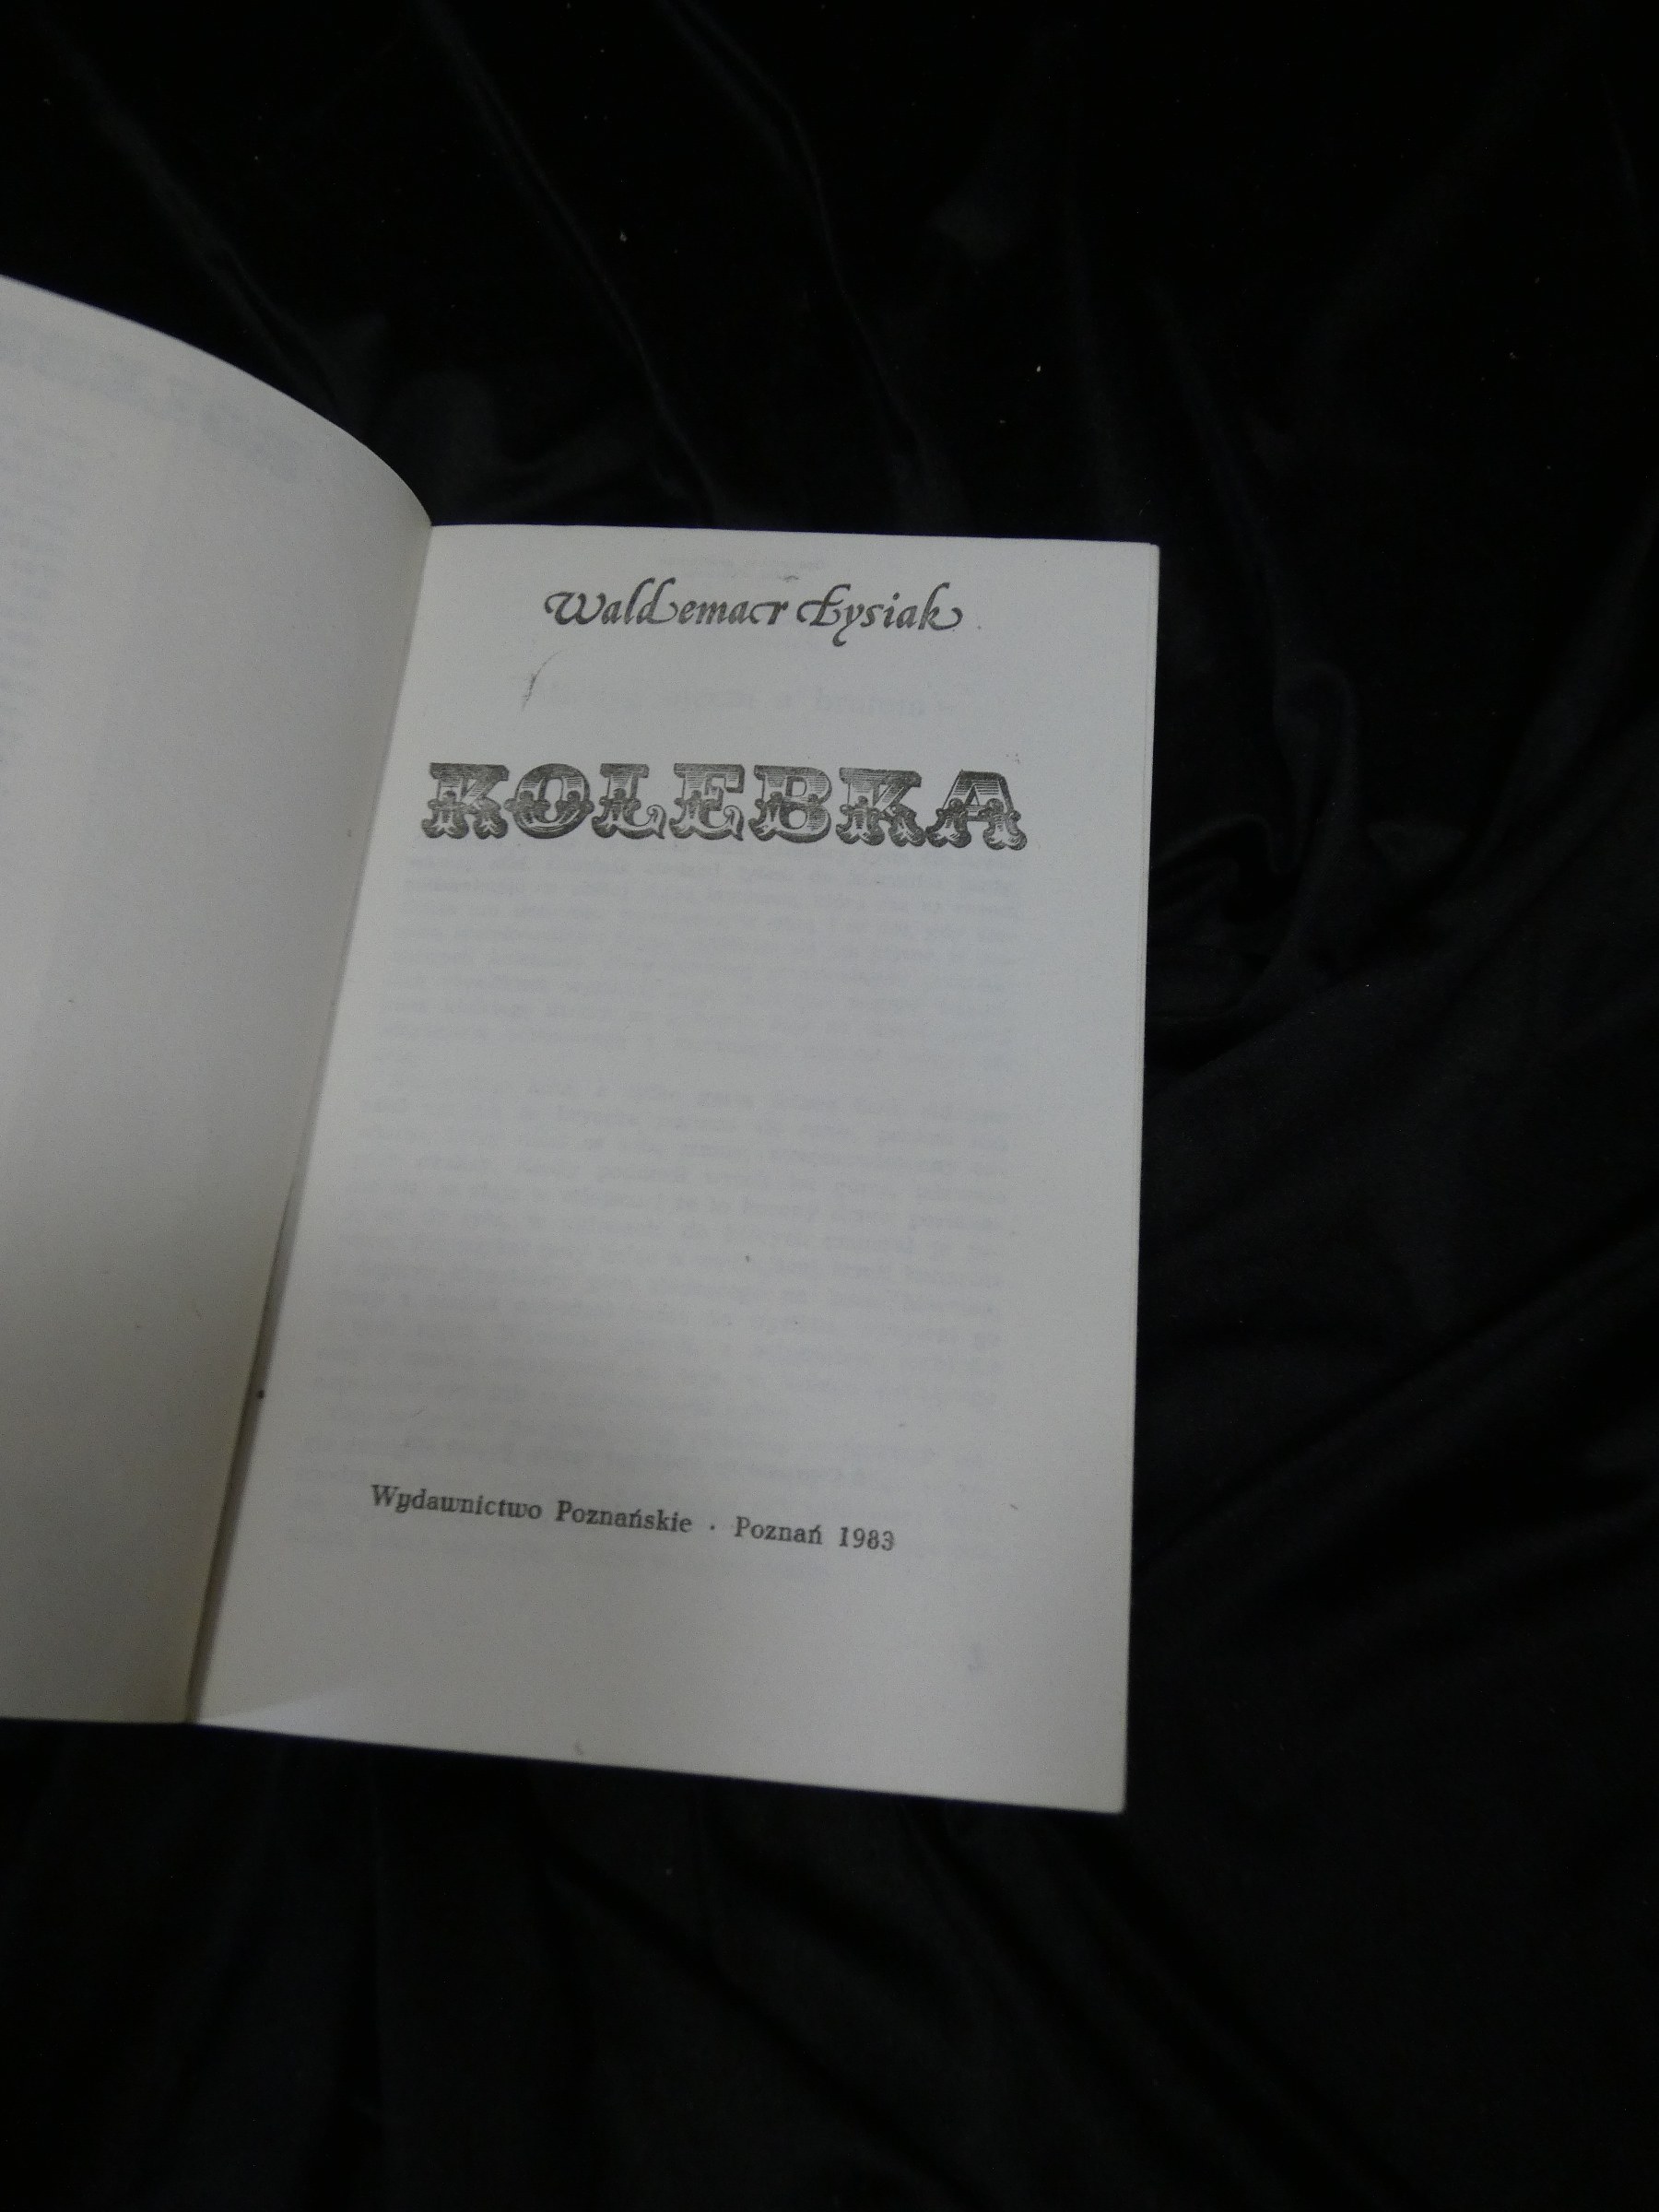 Waldemar Łysiak
KOLEBKA
Wydawnictwo Poznańskie · Poznań 1983